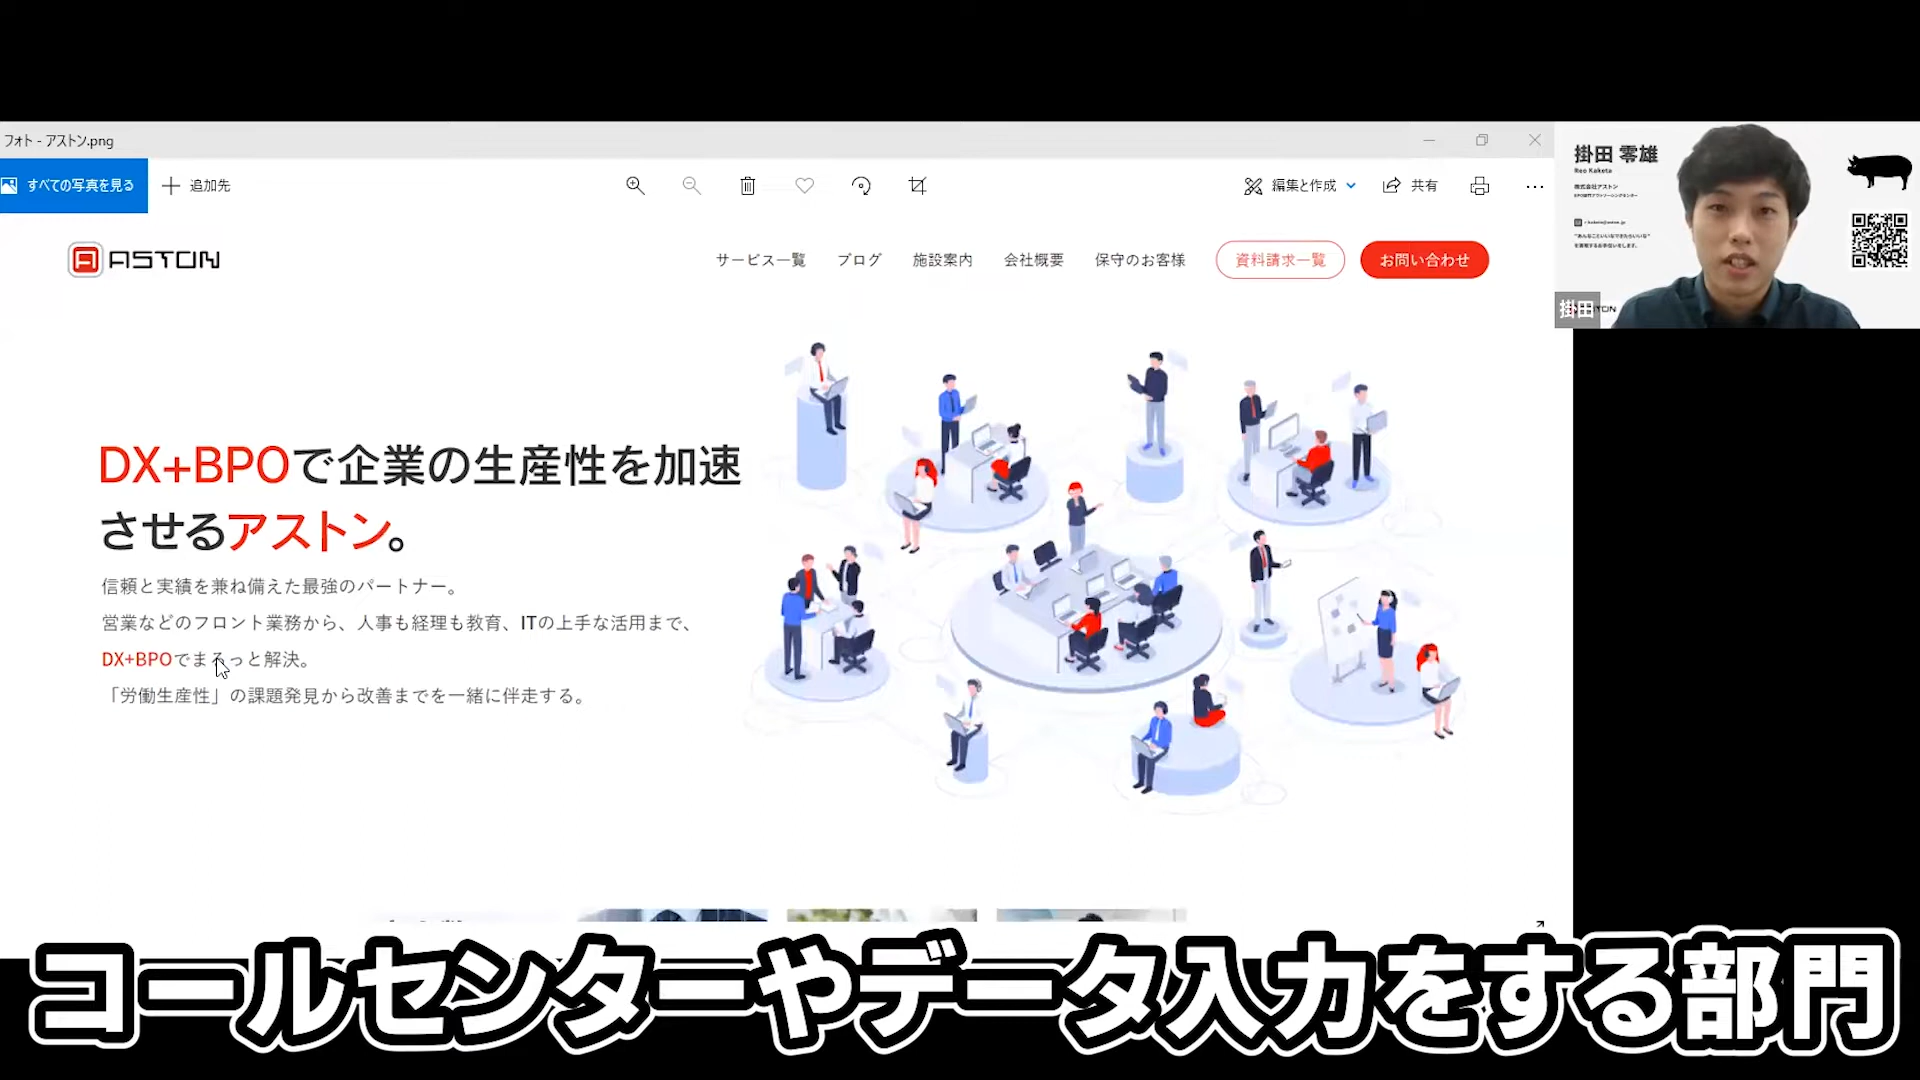 フォト - アストン.png
すべての写真を見る
追加先
編集と作成
共有
ASTON
サービス一覧
ブログ
施設案内
会社概要
保守のお客様
資料請求一覧
お問い合わせ
DX+BPOで企業の生産性を加速
させるアストン。
信頼と実績を兼ね備えた最強のパートナー。
営業などのフロント業務から、人事も経理も教育、ITの上手な活用まで、
DX+BPOでまるっと解決。
「労働生産性」の課題発見から改善までを一緒に伴走する。
掛田 零雄
Reo Kaketa
株式会社アストン
掛田
コールセンターやデータ入力をする部門